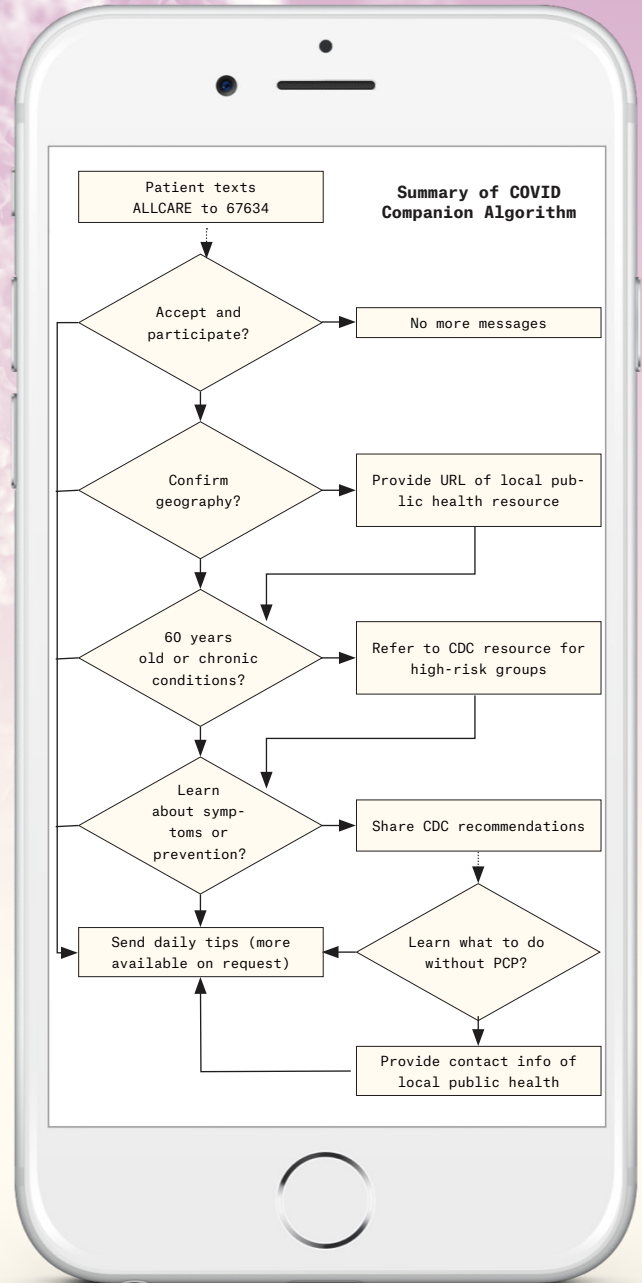 Patient texts
ALLCARE to 67634
Summary of COVID
Companion Algorithm
Accept and
participate?
No more messages
Confirm
geography?
Provide URL of local pub-
lic health resource
60 years
old or chronic
conditions?
Refer to CDC resource for
high-risk groups
Learn
about symp-
toms or
prevention?
Share CDC recommendations
Send daily tips (more
available on request)
Learn what to do
without PCP?
Provide contact info of
local public health